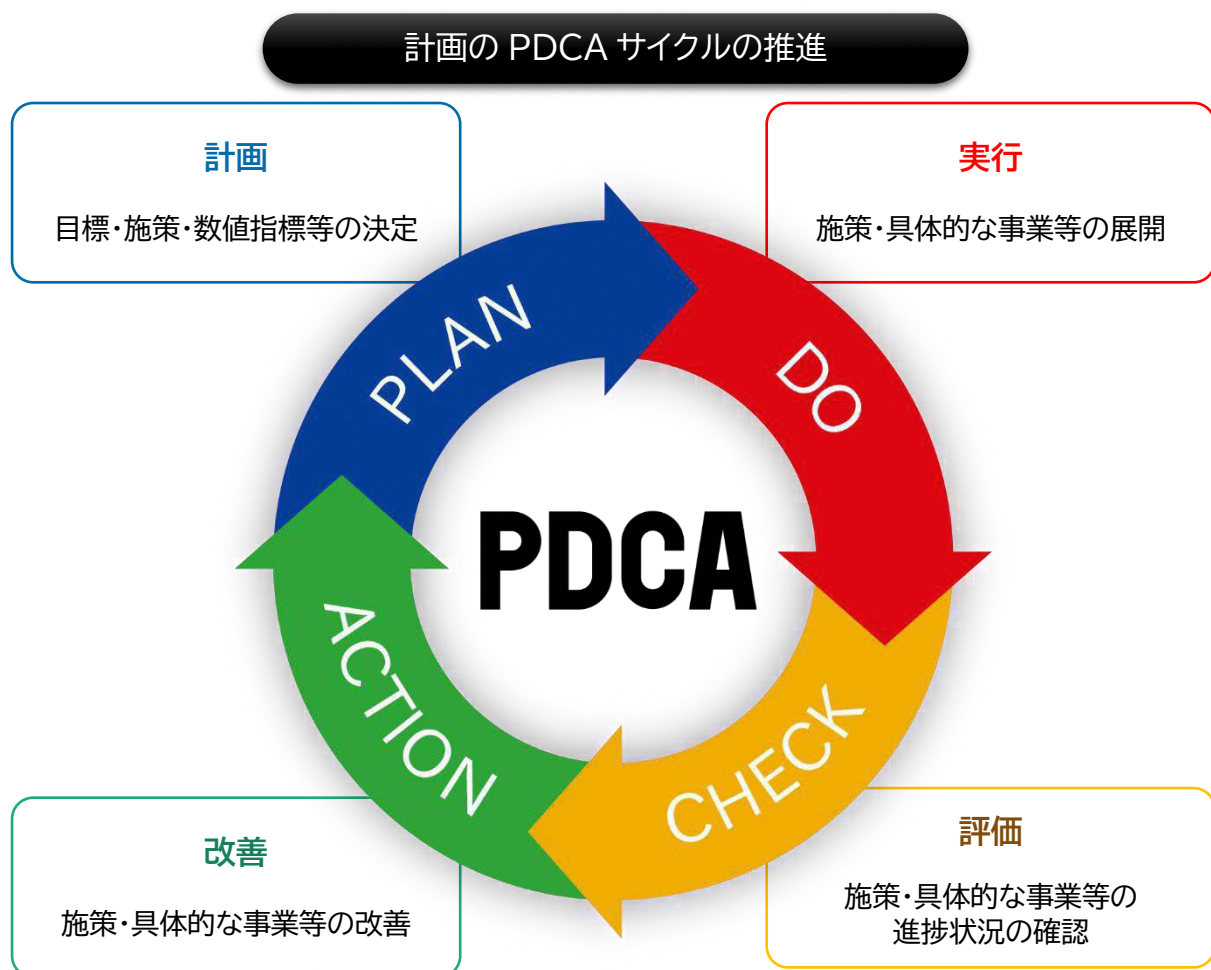 計画の PDCA サイクルの推進
計画
目標・施策・数値指標等の決定
実行
施策・具体的な事業等の展開
PLAN
DO
PDCA
ACTION
CHECK
改善
施策・具体的な事業等の改善
評価
施策・具体的な事業等の
進捗状況の確認